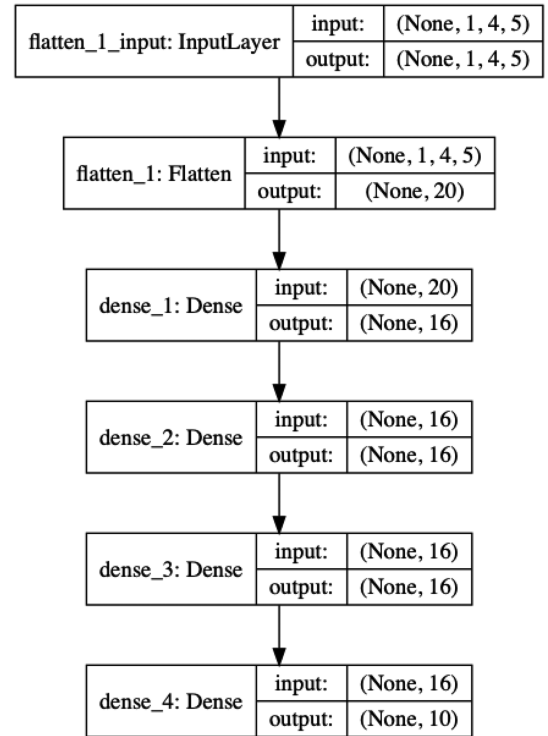 flatten_1_input: InputLayer
input: (None, 1, 4, 5)
output: (None, 1, 4, 5)
flatten_1: Flatten
input: (None, 1, 4, 5)
output: (None, 20)
dense_1: Dense
input: (None, 20)
output: (None, 16)
dense_2: Dense
input: (None, 16)
output: (None, 16)
dense_3: Dense
input: (None, 16)
output: (None, 16)
dense_4: Dense
input: (None, 16)
output: (None, 10)